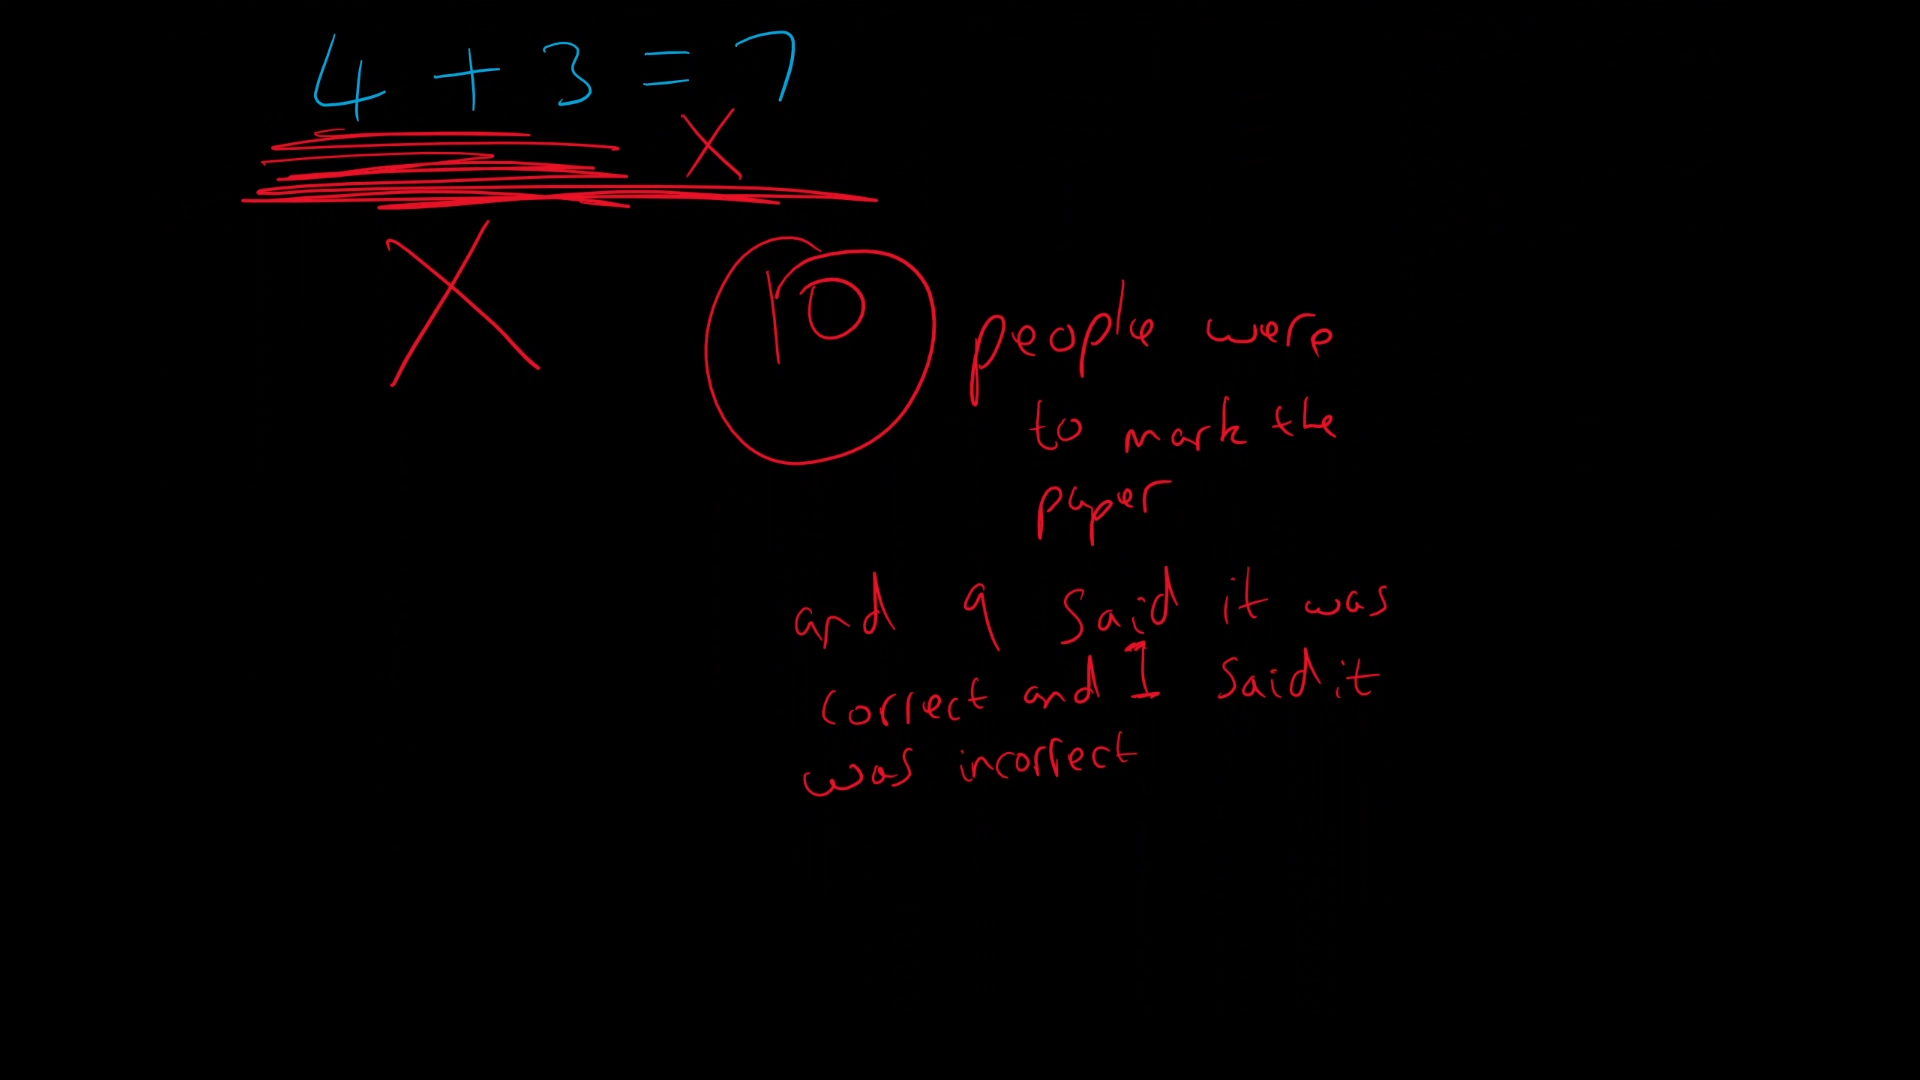 4 + 3 = 7
X
X
10 people were
to mark the
paper
and 9 said it was
correct and 1 said it
was incorrect